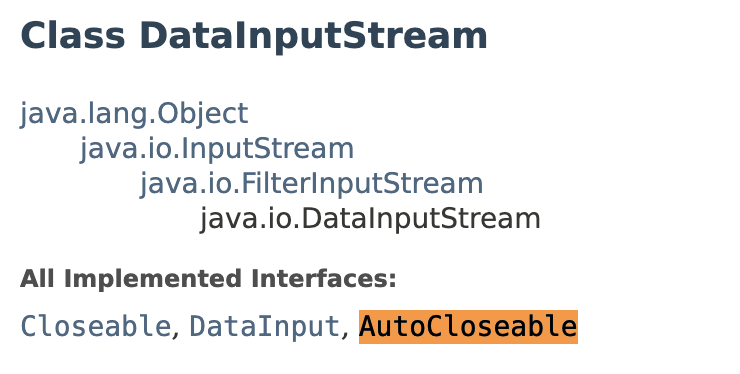 Class DataInputStream
java.lang.Object
java.io.InputStream
java.io.FilterInputStream
java.io.DataInputStream
All Implemented Interfaces:
Closeable, DataInput, AutoCloseable